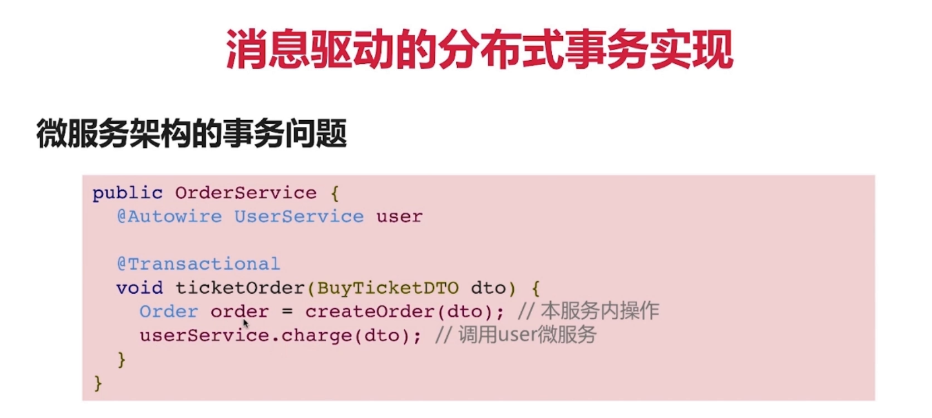 消息驱动的分布式事务实现
微服务架构的事务问题
public OrderService {
@Autowire UserService user
@Transactional
void ticketOrder(BuyTicketDTO dto) {
Order order = createOrder(dto); // 本服务内操作
userService.charge(dto); // 调用user微服务
}
}